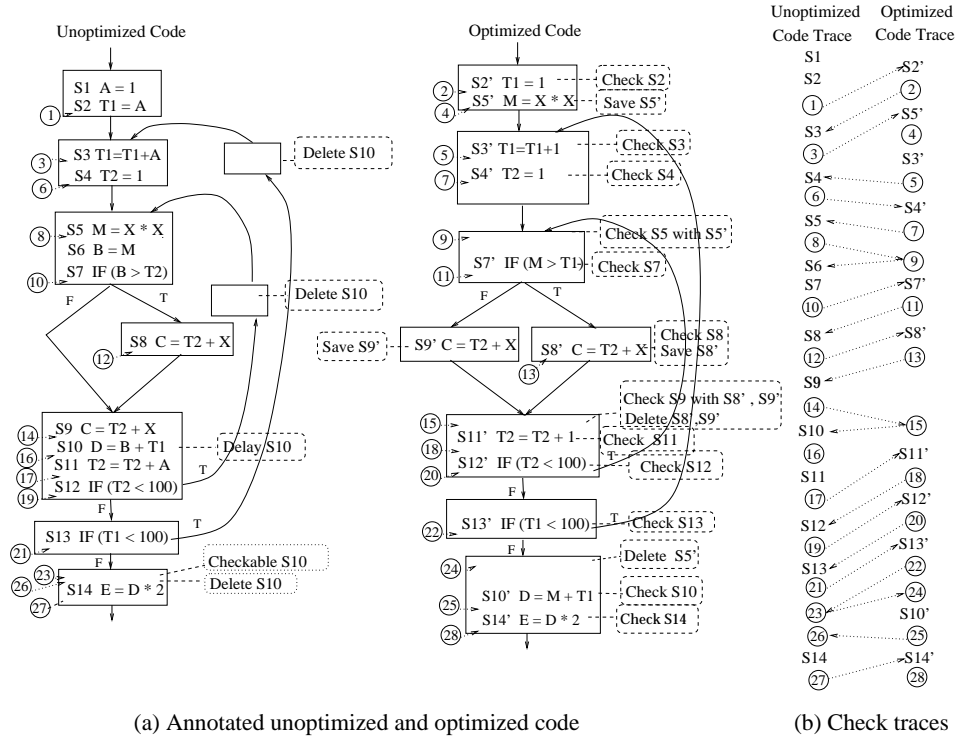 Unoptimized Code
S1 A = 1
S2 T1 = A
1
S3 T1=T1+A
S4 T2 = 1
3
6
Delete S10
S5 M = X * X
S6 B = M
S7 IF (B > T2)
8
10
F
T
Delete S10
S8 C = T2 + X
12
S9 C = T2 + X
S10 D = B + T1
S11 T2 = T2 + A
S12 IF (T2 < 100)
14
16
17
19
Delay S10
T
F
S13 IF (T1 < 100)
21
T
F
Checkable S10
Delete S10
23
26
S14 E = D * 2
27
Optimized Code
S2' T1 = 1
S5' M = X * X
2
4
Check S2
Save S5'
S3' T1=T1+1
S4' T2 = 1
5
7
Check S3
Check S4
9
Check S5 with S5'
S7' IF (M > T1)
11
Check S7
F
T
Save S9'
S9' C = T2 + X
S8' C = T2 + X
13
Check S8
Save S8'
Check S9 with S8' , S9'
Delete S8' ,S9'
15
S11' T2 = T2 + 1
Check S11
18
S12' IF (T2 < 100)
T
20
Check S12
F
S13' IF (T1 < 100)
T
22
Check S13
F
Delete S5'
24
S10' D = M + T1
Check S10
25
S14' E = D * 2
Check S14
28
(a) Annotated unoptimized and optimized code
Unoptimized
Code Trace
S1
S2
1
S3
3
S4
6
S5
8
S6
S7
10
S8
12
S9
14
S10
16
S11
17
S12
19
S13
21
23
26
S14
27
Optimized
Code Trace
S2'
2
S5'
4
S3'
5
S4'
7
9
S7'
11
S8'
13
15
S11'
18
S12'
20
S13'
22
24
S10'
25
S14'
28
(b) Check traces